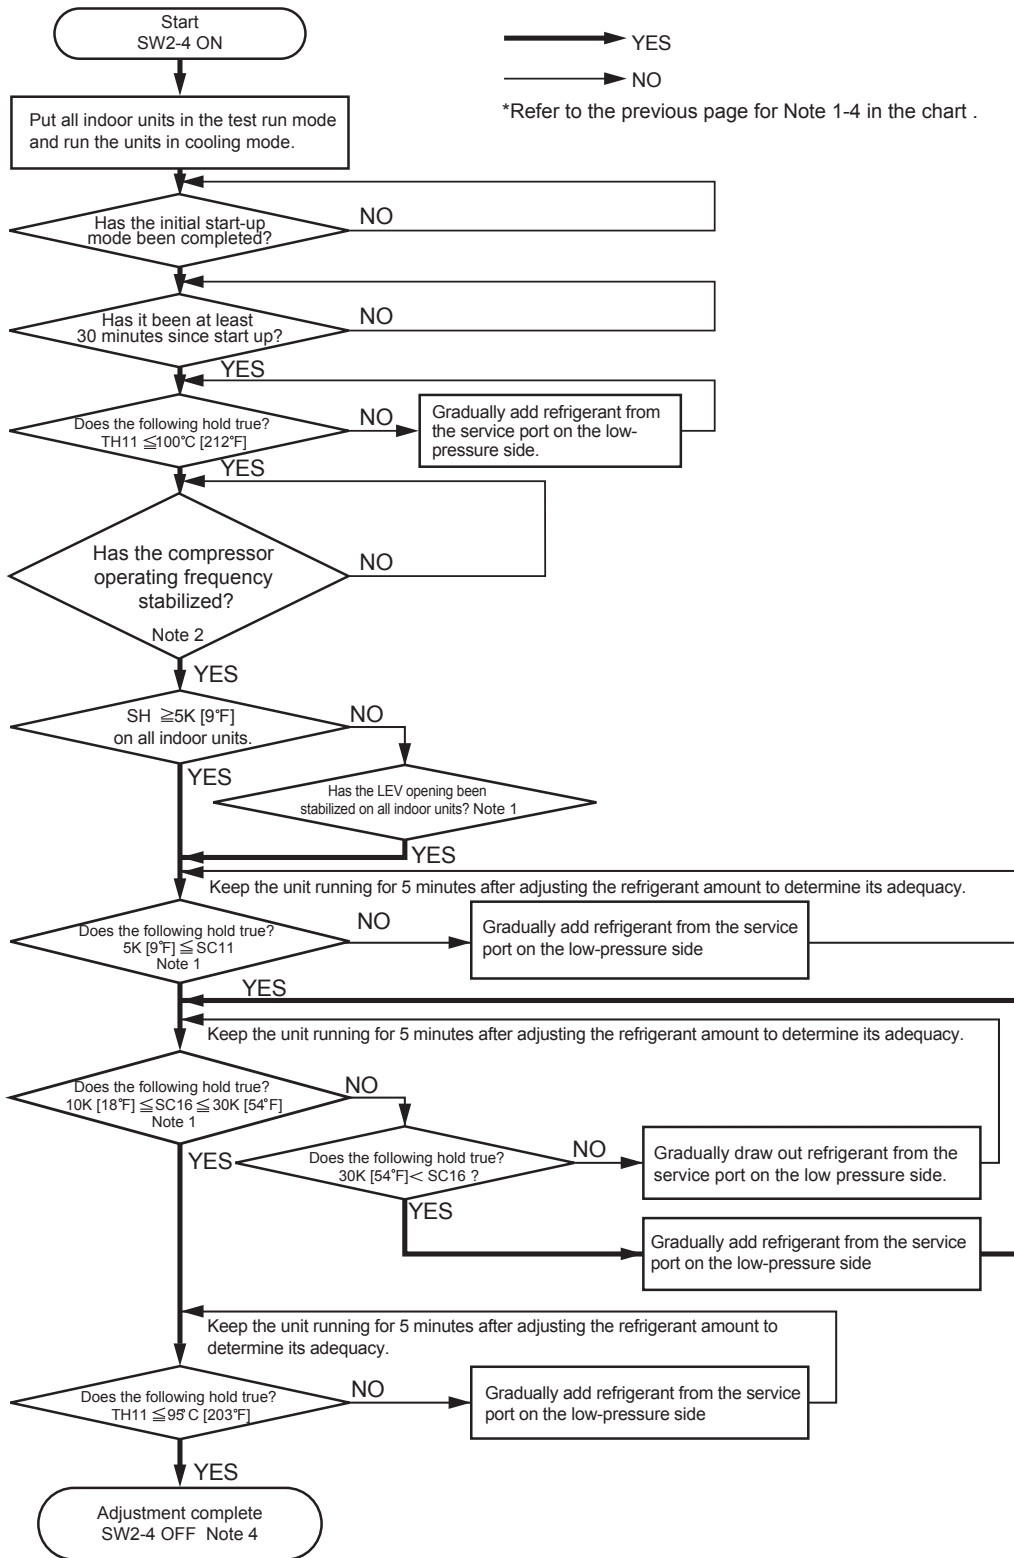 Start
SW2-4 ON
YES
NO
*Refer to the previous page for Note 1-4 in the chart .
Put all indoor units in the test run mode
and run the units in cooling mode.
Has the initial start-up
mode been completed?
NO
Has it been at least
30 minutes since start up?
NO
YES
Does the following hold true?
TH11 ≦100℃ [212℉]
NO
Gradually add refrigerant from
the service port on the low-
pressure side.
YES
Has the compressor
operating frequency
stabilized?
Note 2
NO
YES
SH ≧5K [9℉]
on all indoor units.
NO
YES
Has the LEV opening been
stabilized on all indoor units? Note 1
YES
Keep the unit running for 5 minutes after adjusting the refrigerant amount to determine its adequacy.
Does the following hold true?
5K [9℉] ≦ SC11
Note 1
NO
Gradually add refrigerant from the service
port on the low-pressure side
YES
Keep the unit running for 5 minutes after adjusting the refrigerant amount to determine its adequacy.
Does the following hold true?
10K [18℉] ≦SC16 ≦ 30K [54℉]
Note 1
NO
YES
Does the following hold true?
30K [54℉]< SC16 ?
NO
Gradually draw out refrigerant from the
service port on the low pressure side.
YES
Gradually add refrigerant from the service
port on the low-pressure side
Keep the unit running for 5 minutes after adjusting the refrigerant amount to
determine its adequacy.
Does the following hold true?
TH11 ≦95℃ [203℉]
NO
Gradually add refrigerant from the service
port on the low-pressure side
YES
Adjustment complete
SW2-4 OFF Note 4